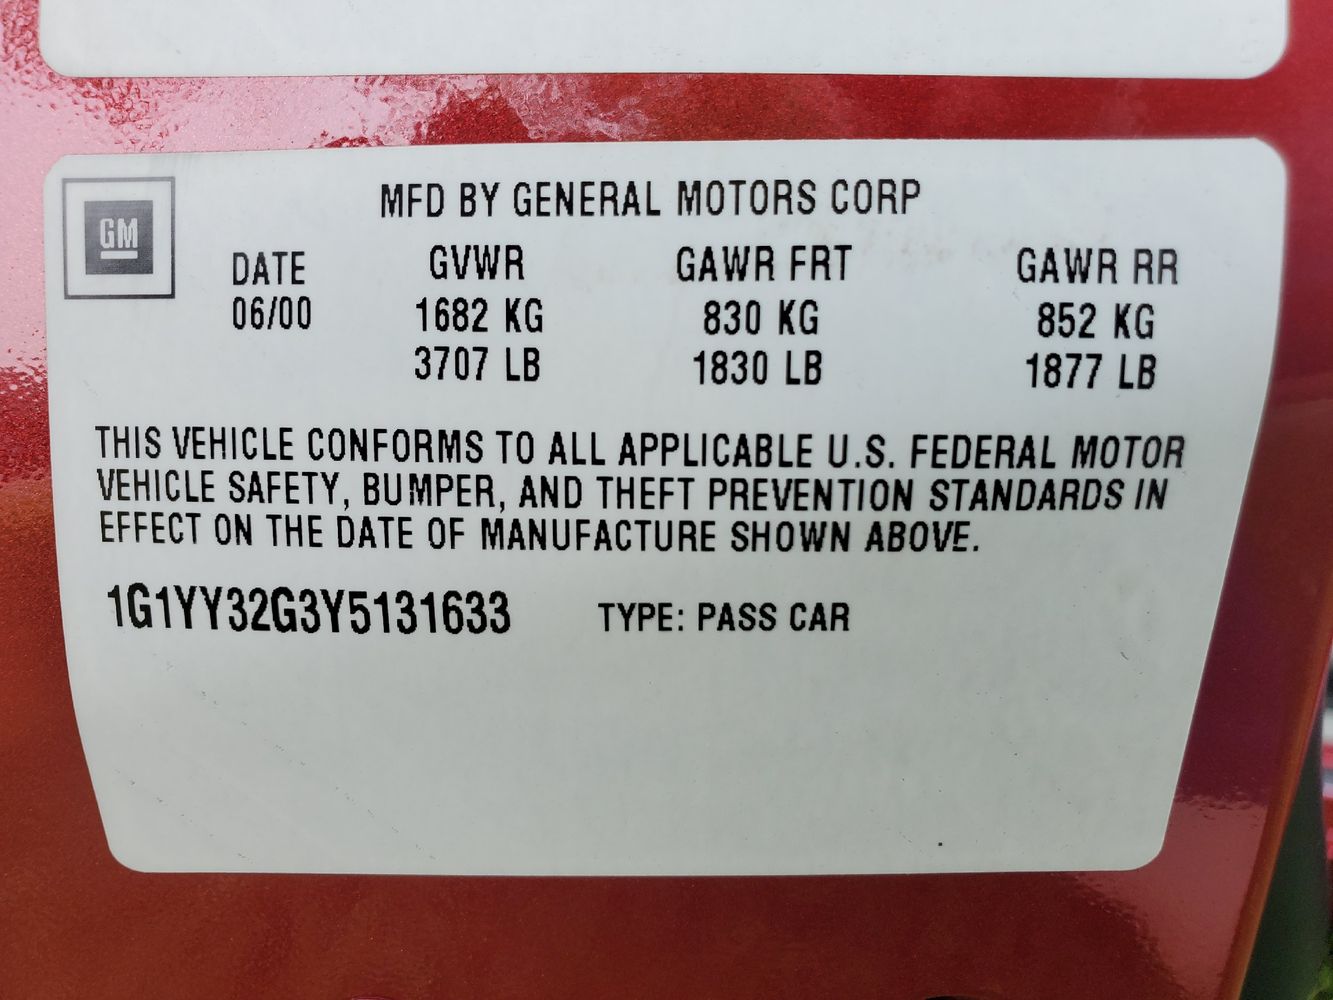 GM
MFD BY GENERAL MOTORS CORP
DATE GVWR GAWR FRT GAWR RR
06/00 1682 KG 830 KG 852 KG
3707 LB 1830 LB 1877 LB
THIS VEHICLE CONFORMS TO ALL APPLICABLE U.S. FEDERAL MOTOR
VEHICLE SAFETY, BUMPER, AND THEFT PREVENTION STANDARDS IN
EFFECT ON THE DATE OF MANUFACTURE SHOWN ABOVE.
1G1YY32G3Y5131633 TYPE: PASS CAR